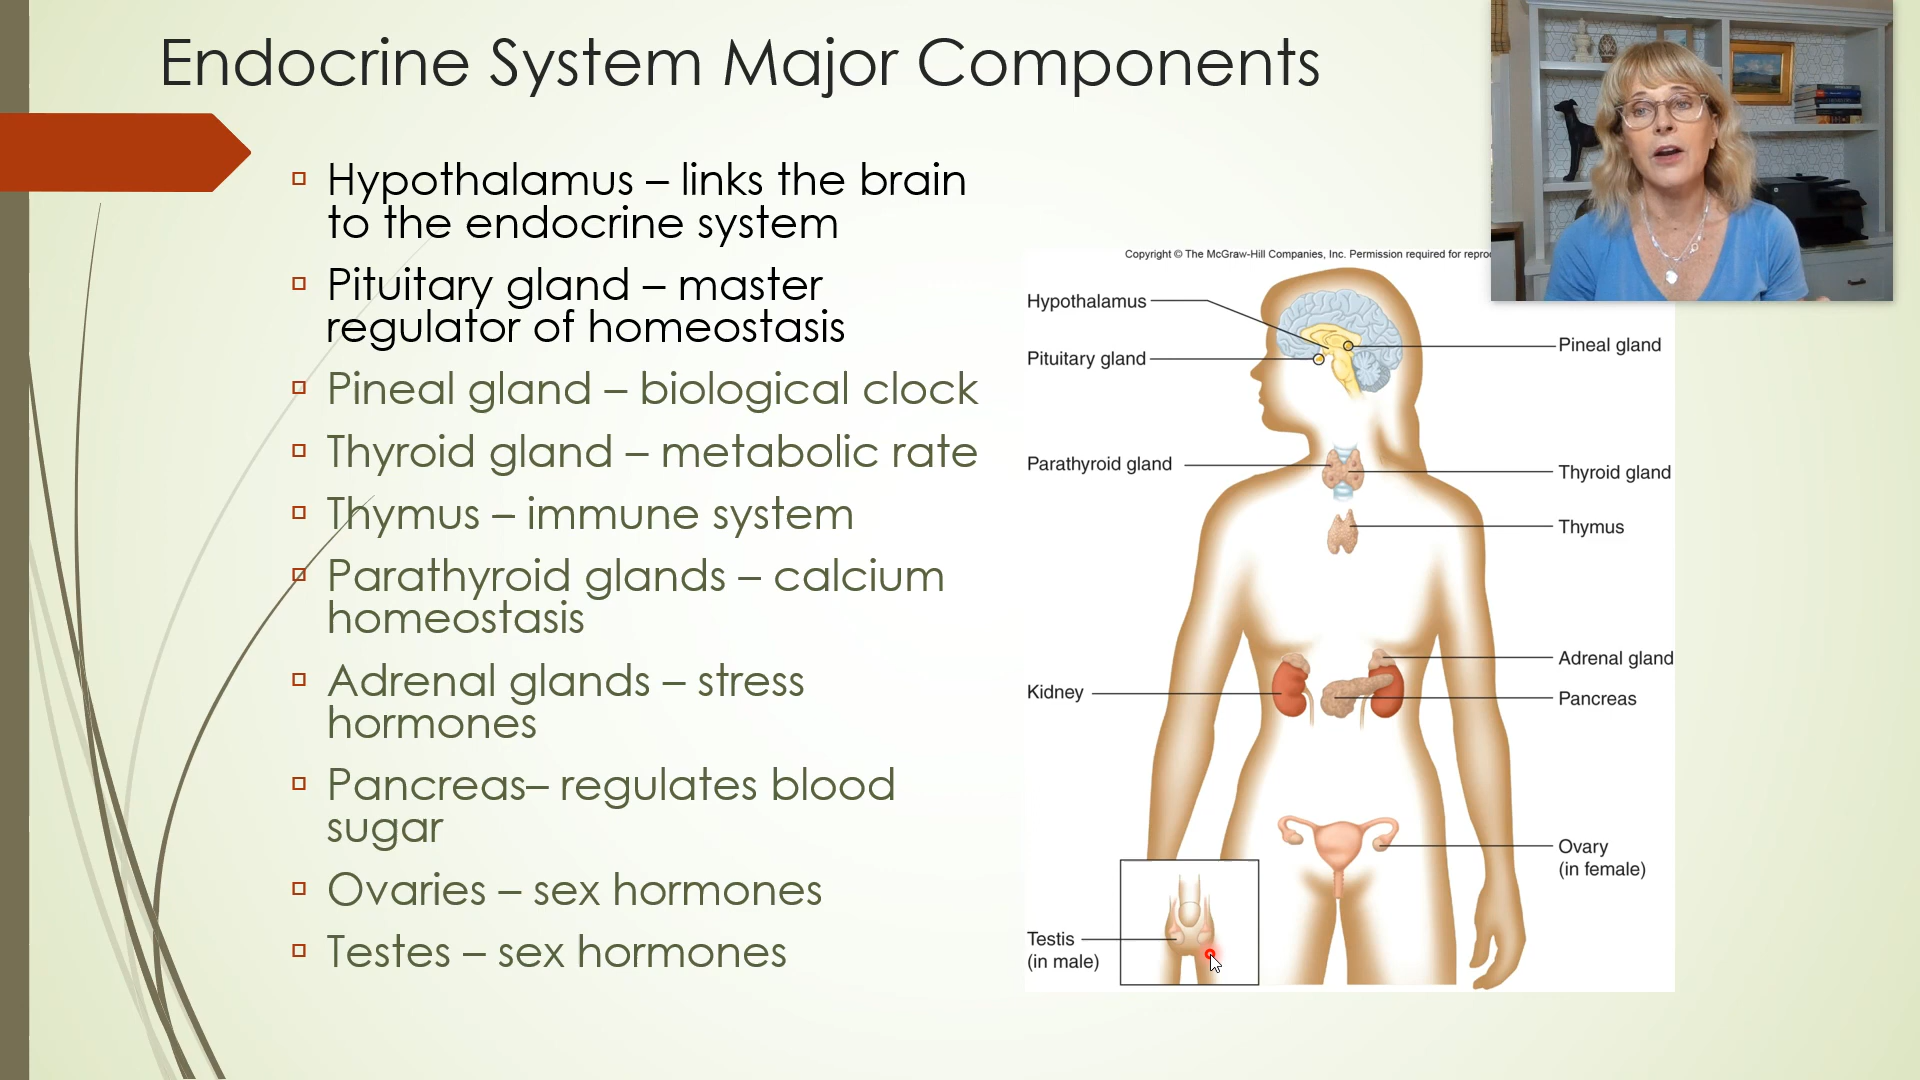 Endocrine System Major Components
Hypothalamus – links the brain
to the endocrine system
Pituitary gland – master
regulator of homeostasis
Pineal gland – biological clock
Thyroid gland – metabolic rate
Thymus – immune system
Parathyroid glands – calcium
homeostasis
Adrenal glands – stress
hormones
Pancreas– regulates blood
sugar
Ovaries – sex hormones
Testes – sex hormones
Copyright © The McGraw-Hill Companies, Inc. Permission required for
Hypothalamus
Pituitary gland
Pineal gland
Parathyroid gland
Thyroid gland
Thymus
Adrenal gland
Kidney
Pancreas
Ovary
(in female)
Testis
(in male)